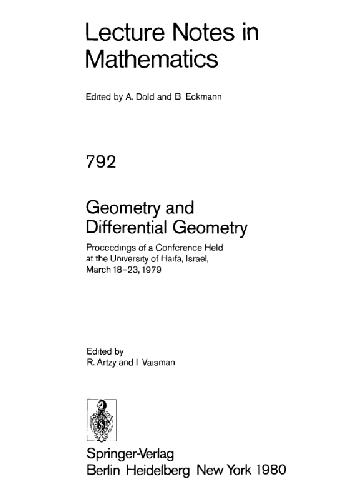 Lecture Notes in
Mathematics
Edited by A. Dold and B. Eckmann
792
Geometry and
Differential Geometry
Proceedings of a Conference Held
at the University of Haifa, Israel,
March 18–23, 1979
Edited by
R. Artzy and I. Vaisman
Springer-Verlag
Berlin Heidelberg New York 1980